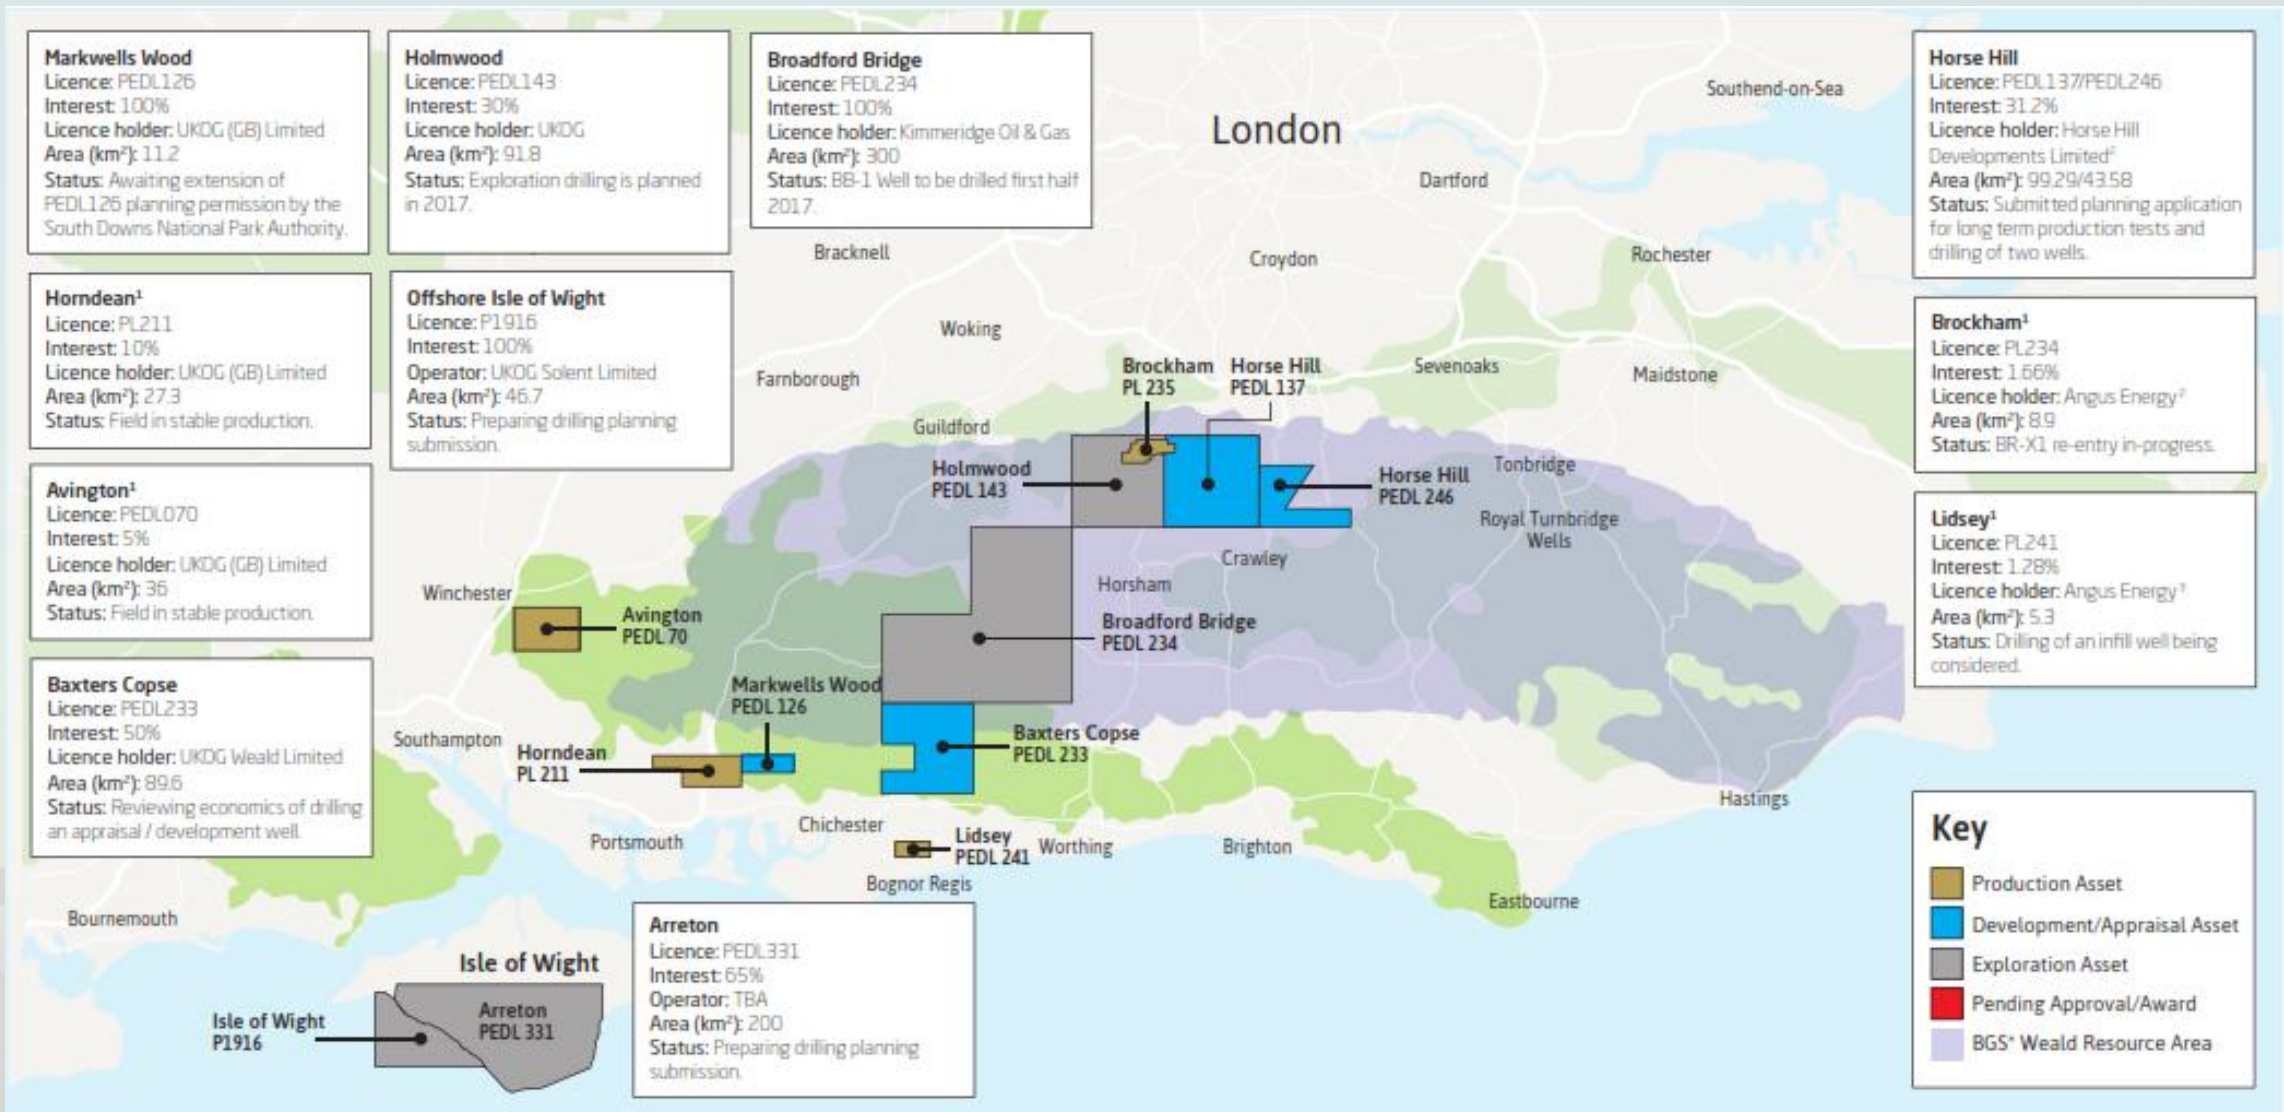 Markwells Wood
Licence: PEDL126
Interest: 100%
Licence holder: UKOG (GB) Limited
Area (km²): 11.2
Status: Awaiting extension of
PEDL126 planning permission by the
South Downs National Park Authority.
Holmwood
Licence: PEDL143
Interest: 30%
Licence holder: UKOG
Area (km²): 91.8
Status: Exploration drilling is planned
in 2017.
Broadford Bridge
Licence: PEDL234
Interest: 100%
Licence holder: Kimmeridge Oil & Gas
Area (km²): 300
Status: BB-1 Well to be drilled first half
2017.
Horse Hill
Licence: PEDL137/PEDL246
Interest: 31.2%
Licence holder: Horse Hill
Developments Limited²
Area (km²): 99.29/43.58
Status: Submitted planning application
for long term production tests and
drilling of two wells.
Horndean¹
Licence: PL211
Interest: 10%
Licence holder: UKOG (GB) Limited
Area (km²): 27.3
Status: Field in stable production.
Offshore Isle of Wight
Licence: P1916
Interest: 100%
Operator: UKOG Solent Limited
Area (km²): 46.7
Status: Preparing drilling planning
submission.
Brockham¹
Licence: PL234
Interest: 1.66%
Licence holder: Angus Energy²
Area (km²): 8.9
Status: BR-X1 re-entry in-progress.
Avington¹
Licence: PEDL070
Interest: 5%
Licence holder: UKOG (GB) Limited
Area (km²): 36
Status: Field in stable production.
Lidsey¹
Licence: PL241
Interest: 1.28%
Licence holder: Angus Energy³
Area (km²): 5.3
Status: Drilling of an infill well being
considered.
Baxters Copse
Licence: PEDL233
Interest: 50%
Licence holder: UKOG Weald Limited
Area (km²): 89.6
Status: Reviewing economics of drilling
an appraisal / development well.
Arreton
Licence: PEDL331
Interest: 65%
Operator: TBA
Area (km²): 200
Status: Preparing drilling planning
submission.
London
Southend-on-Sea
Dartford
Bracknell
Croydon
Rochester
Woking
Farnborough
Sevenoaks
Maidstone
Brockham
PL 235
Horse Hill
PEDL 137
Guildford
Holmwood
PEDL 143
Horse Hill
PEDL 246
Tonbridge
Royal Turnbridge
Wells
Crawley
Horsham
Winchester
Avington
PEDL 70
Broadford Bridge
PEDL 234
Markwells Wood
PEDL 126
Southampton
Horndean
PL 211
Baxters Copse
PEDL 233
Hastings
Portsmouth
Chichester
Lidsey
PEDL 241
Worthing
Brighton
Bognor Regis
Eastbourne
Bournemouth
Isle of Wight
Arreton
PEDL 331
Isle of Wight
P1916
Key
Production Asset
Development/Appraisal Asset
Exploration Asset
Pending Approval/Award
BGS* Weald Resource Area